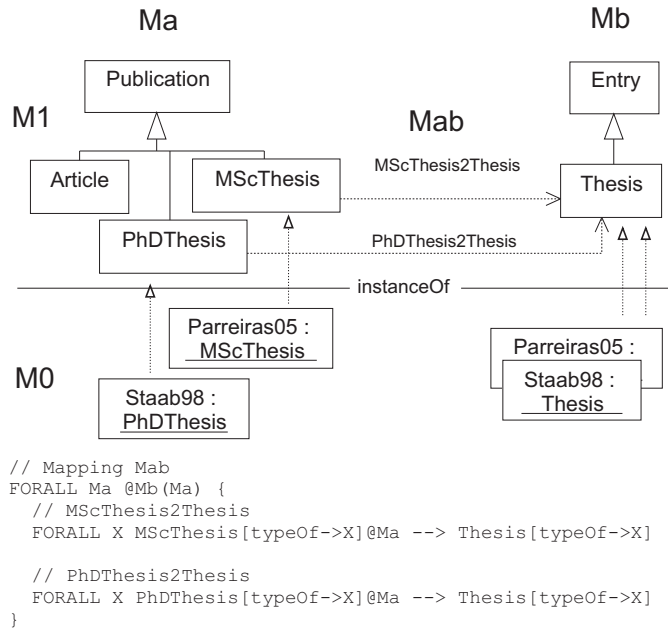 Ma
Mb
Publication
Entry
M1
Mab
Article
MScThesis
MScThesis2Thesis
Thesis
PhDThesis
PhDThesis2Thesis
instanceOf
Parreiras05 :
MScThesis
Parreiras05 :
M0
Staab98 :
PhDThesis
Staab98 :
Thesis
// Mapping Mab
FORALL Ma @Mb(Ma) {
// MScThesis2Thesis
FORALL X MScThesis[typeOf->X]@Ma --> Thesis[typeOf->X]
// PhDThesis2Thesis
FORALL X PhDThesis[typeOf->X]@Ma --> Thesis[typeOf->X]
}